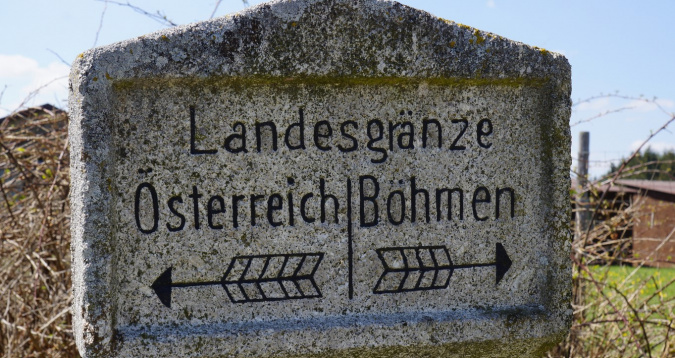 Landesgränze
Österreich Böhmen